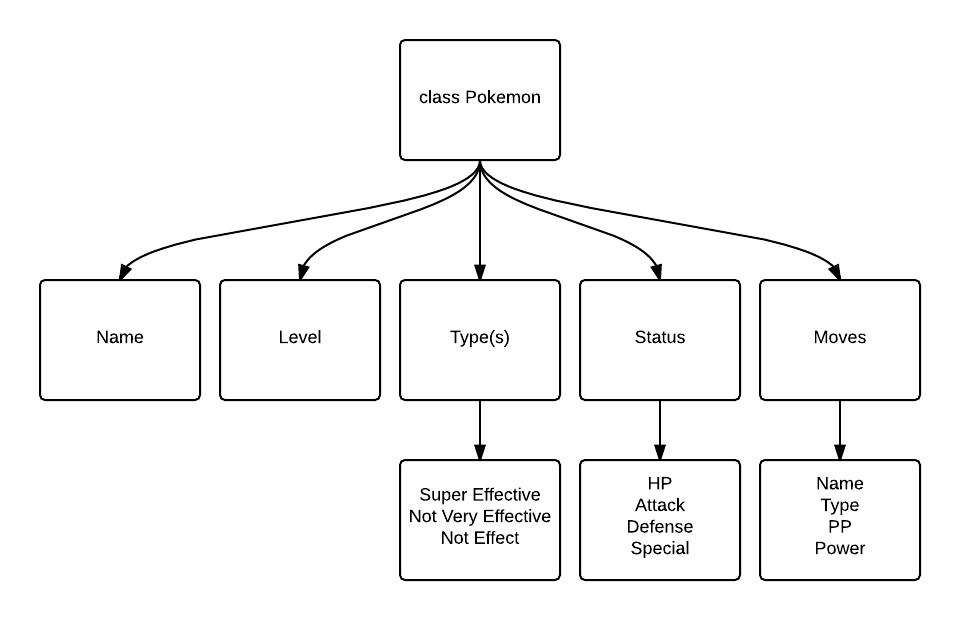 class Pokemon
Name
Level
Type(s)
Status
Moves
Super Effective
Not Very Effective
Not Effect
HP
Attack
Defense
Special
Name
Type
PP
Power